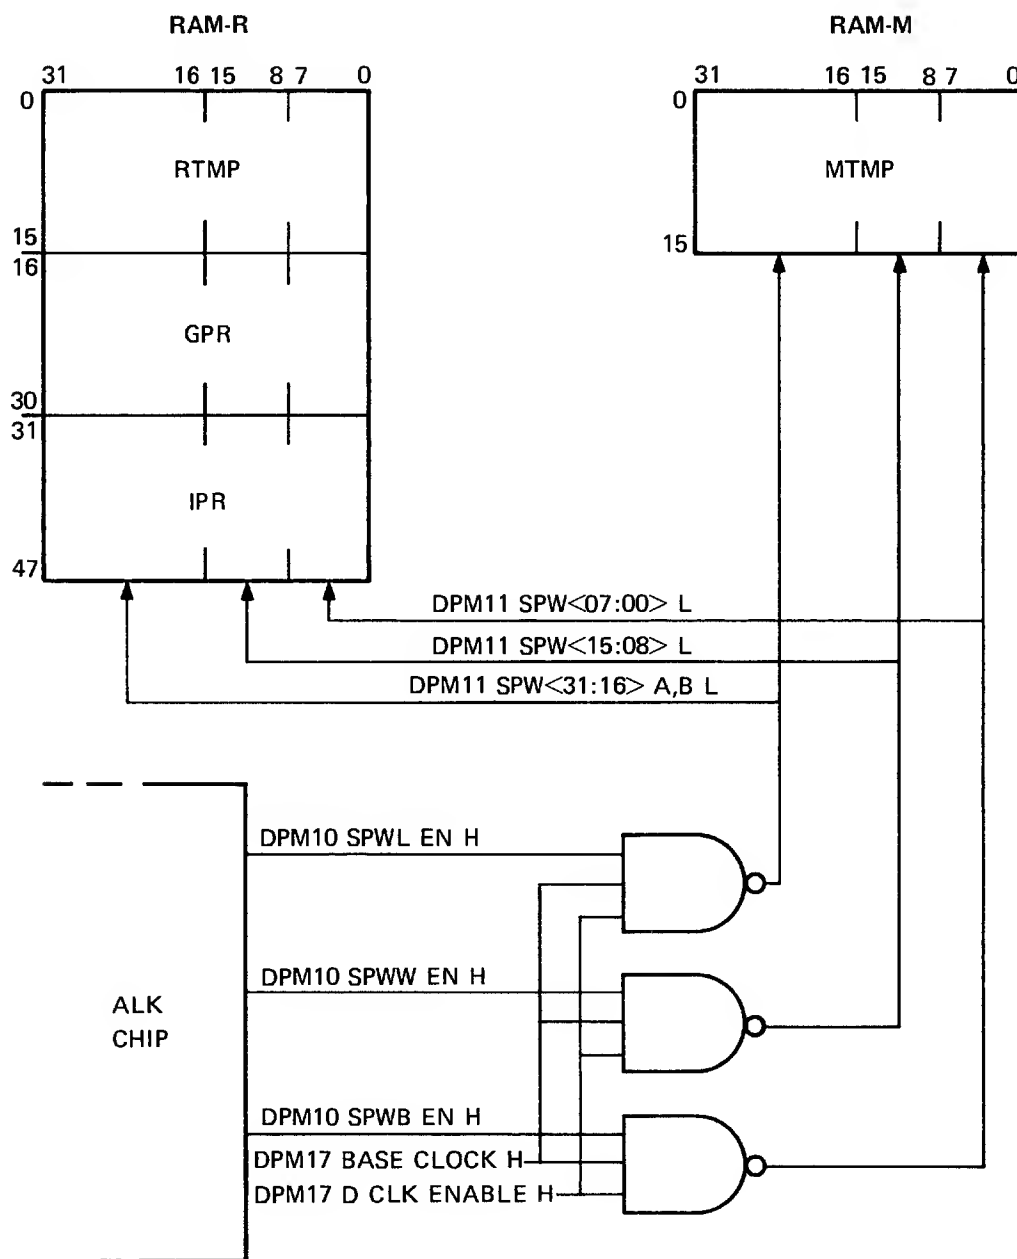 RAM-R
RAM-M
31 16 15 8 7 0
31 16 15 8 7 0
0
0
RTMP
MTMP
15
15
16
GPR
30
31
IPR
47
DPM11 SPW<07:00> L
DPM11 SPW<15:08> L
DPM11 SPW<31:16> A,B L
DPM10 SPWL EN H
DPM10 SPWW EN H
ALK
CHIP
DPM10 SPWB EN H
DPM17 BASE CLOCK H
DPM17 D CLK ENABLE H